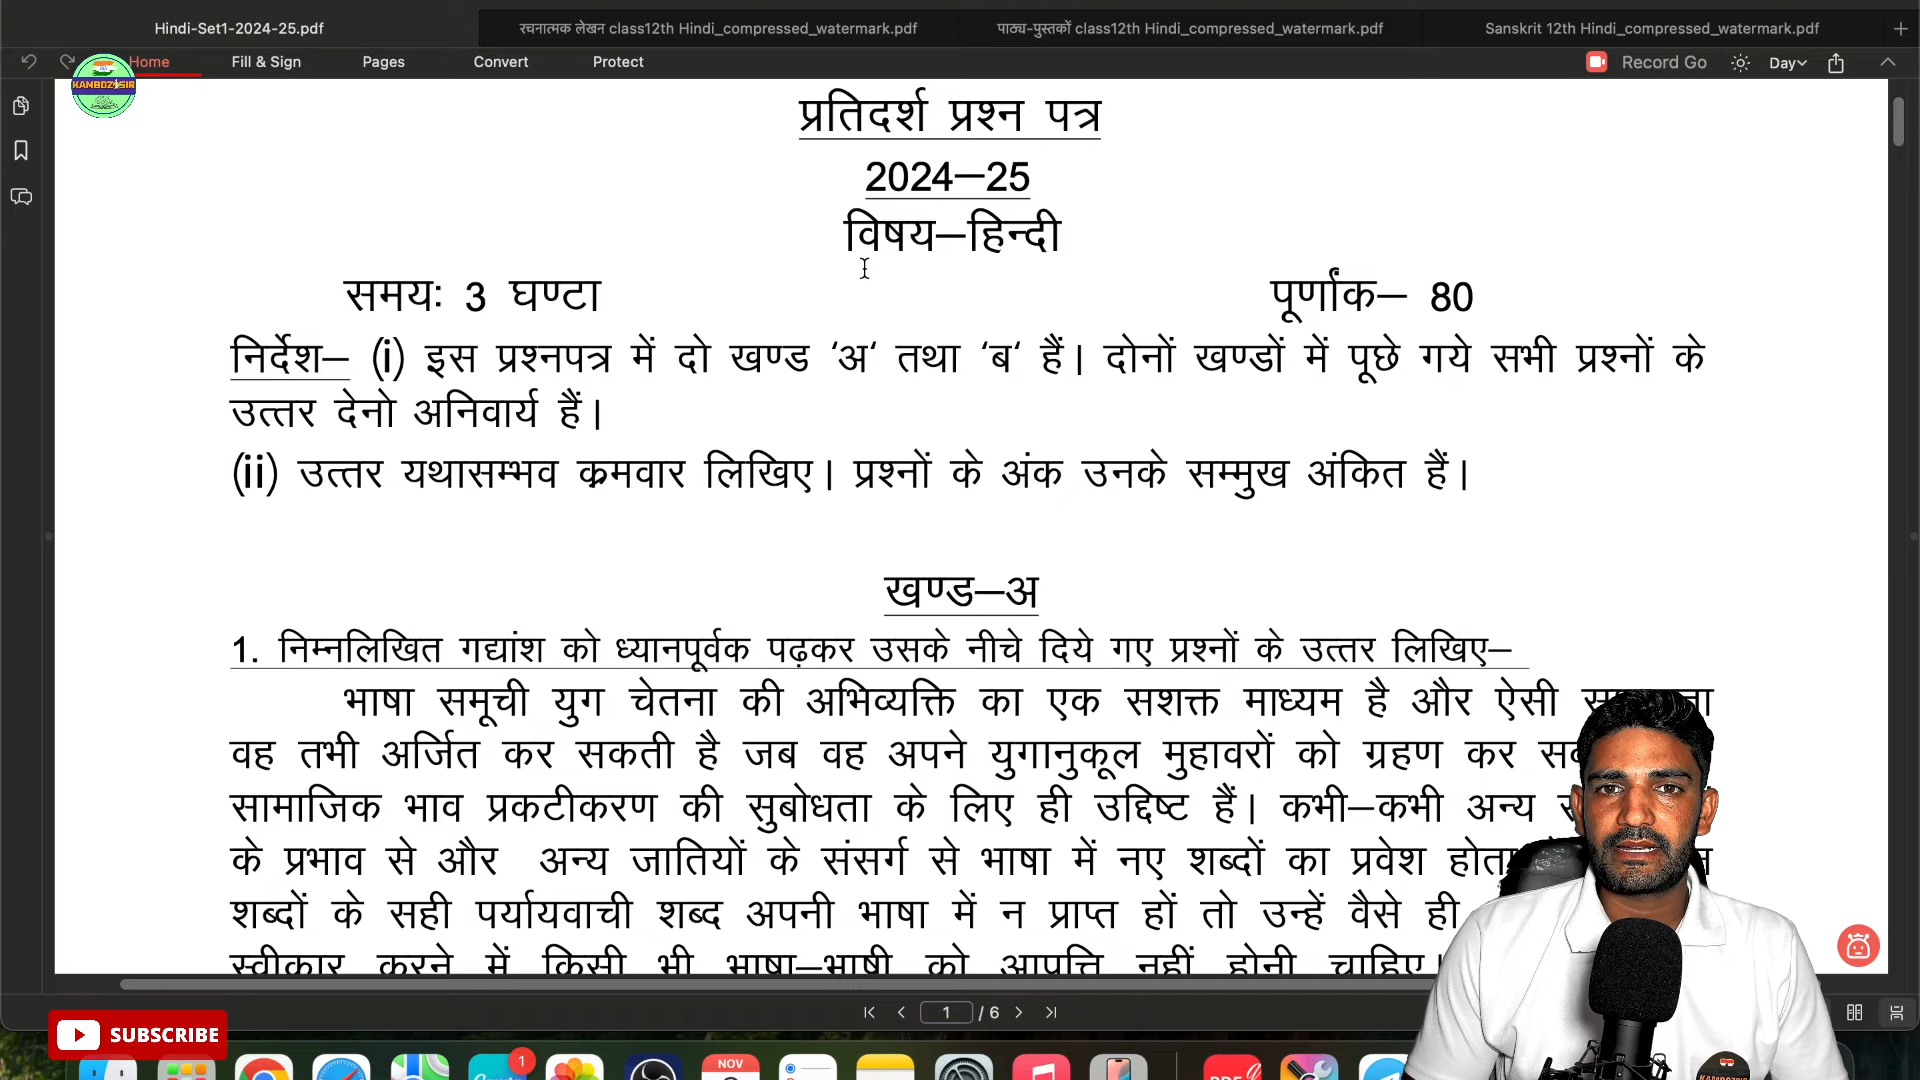 Hindi-Set1-2024-25.pdf
रचनात्मक लेखन class12th Hindi_compressed_watermark.pdf
पाठ्य-पुस्तकों class12th Hindi_compressed_watermark.pdf
Sanskrit 12th Hindi_compressed_watermark.pdf
Home
Fill & Sign
Pages
Convert
Protect
Record Go
Day
KAMBOZ SIR
प्रतिदर्श प्रश्न पत्र
2024–25
विषय–हिन्दी
समयः 3 घण्टा
पूर्णांक– 80
निर्देश– (i) इस प्रश्नपत्र में दो खण्ड ‘अ‘ तथा ‘ब‘ हैं। दोनों खण्डों में पूछे गये सभी प्रश्नों के
उत्तर देनो अनिवार्य हैं।
(ii) उत्तर यथासम्भव क्रमवार लिखिए। प्रश्नों के अंक उनके सम्मुख अंकित हैं।
खण्ड–अ
1. निम्नलिखित गद्यांश को ध्यानपूर्वक पढ़कर उसके नीचे दिये गए प्रश्नों के उत्तर लिखिए–
भाषा समूची युग चेतना की अभिव्यक्ति का एक सशक्त माध्यम है और ऐसी
वह तभी अर्जित कर सकती है जब वह अपने युगानुकूल मुहावरों को ग्रहण कर
सामाजिक भाव प्रकटीकरण की सुबोधता के लिए ही उद्दिष्ट हैं। कभी–कभी अन्य
के प्रभाव से और अन्य जातियों के संसर्ग से भाषा में नए शब्दों का प्रवेश
शब्दों के सही पर्यायवाची शब्द अपनी भाषा में न प्राप्त हों तो उन्हें वैसे ही
स्वीकार करने में किसी भी भाषा–भाषी को आपत्ति नहीं होनी चाहिए।
1 / 6
SUBSCRIBE
1
NOV